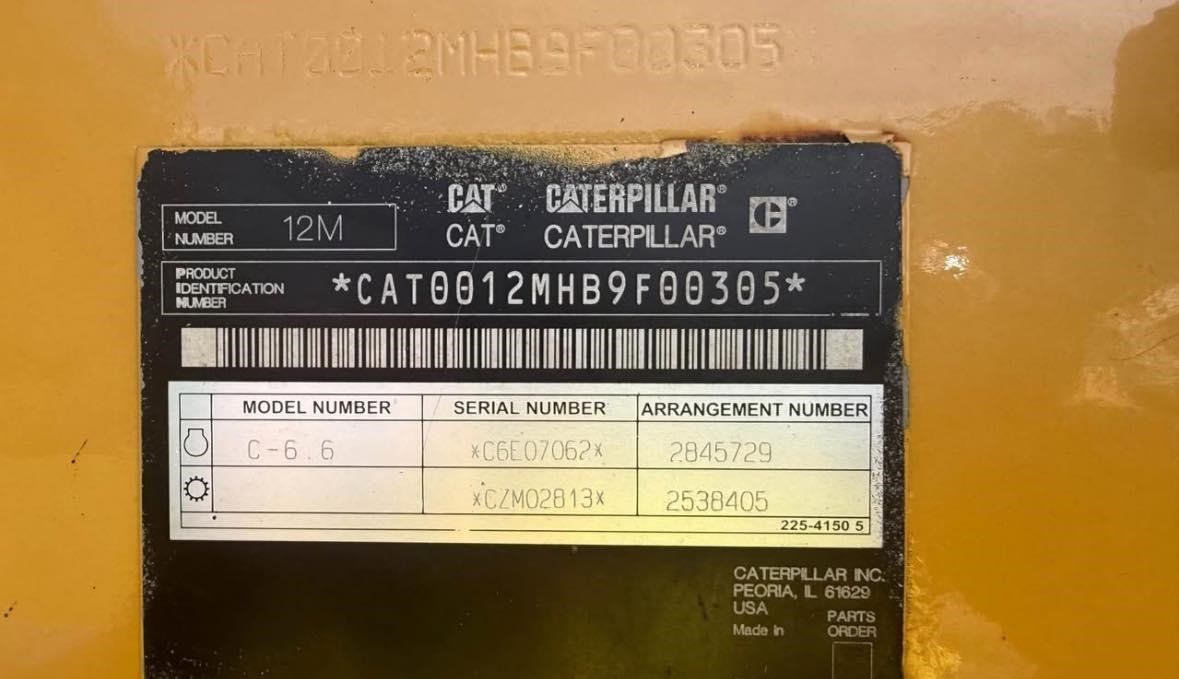 *CAT0012MHB9F00305*
CAT® CATERPILLAR®
MODEL NUMBER 12M
CAT® CATERPILLAR®
PRODUCT IDENTIFICATION NUMBER *CAT0012MHB9F00305*
MODEL NUMBER SERIAL NUMBER ARRANGEMENT NUMBER
C-6.6 *C6E07062* 2845729
*CZM02813* 2538405
225-4150 5
CATERPILLAR INC.
PEORIA, IL 61629
USA
Made in
PARTS
ORDER